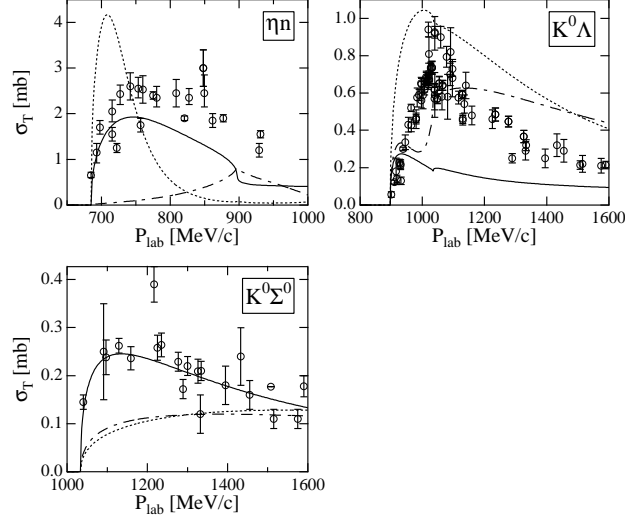 ηn
σT [mb]
4
3
2
1
0
700 800 900 1000
Plab [MeV/c]
K0Λ
1.0
0.8
0.6
0.4
0.2
0.0
800 1000 1200 1400 1600
Plab [MeV/c]
K0Σ0
σT [mb]
0.4
0.3
0.2
0.1
0.0
1000 1200 1400 1600
Plab [MeV/c]